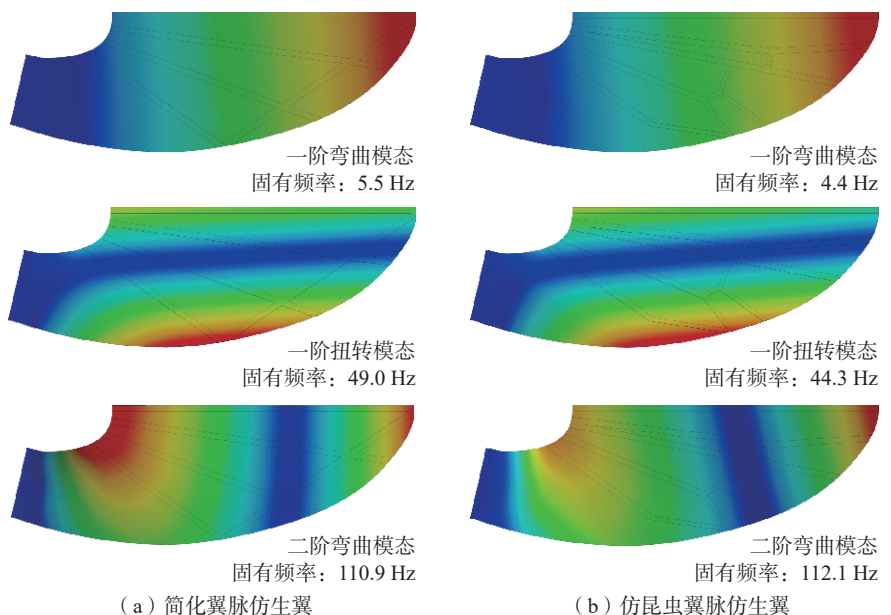 一阶弯曲模态
固有频率：5.5 Hz
一阶弯曲模态
固有频率：4.4 Hz
一阶扭转模态
固有频率：49.0 Hz
一阶扭转模态
固有频率：44.3 Hz
二阶弯曲模态
固有频率：110.9 Hz
二阶弯曲模态
固有频率：112.1 Hz
（a）简化翼脉仿生翼
（b）仿昆虫翼脉仿生翼